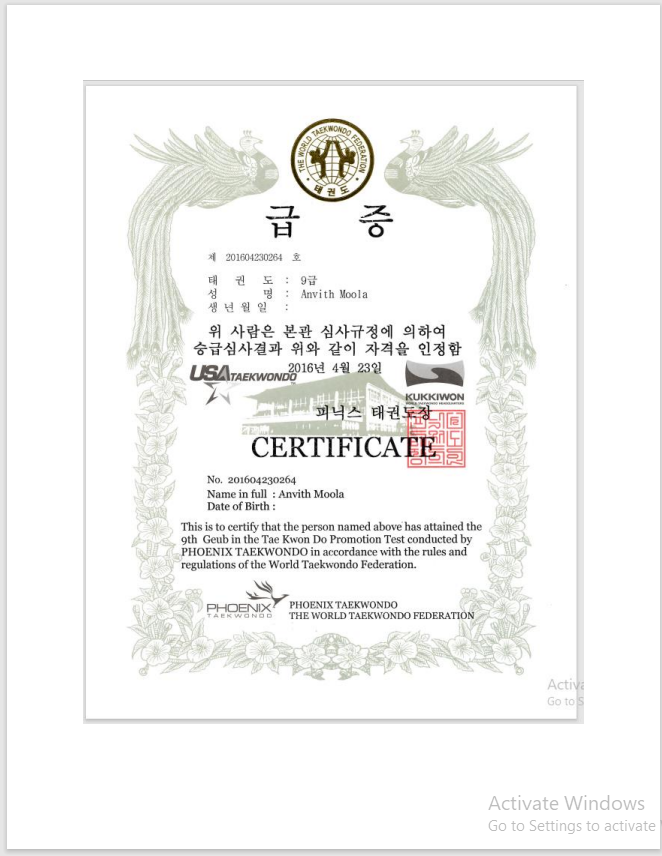 THE WORLD TAEKWONDO FEDERATION
태권도
급 증
제 201604230264 호
태 권 도 : 9급
성 명 : Anvith Moola
생 년 월 일 :
위 사람은 본관 심사규정에 의하여
승급심사결과 위와 같이 자격을 인정함
2016년 4월 23일
USA TAEKWONDO
KUKKIWON
피닉스 태권도장
CERTIFICATE
No. 201604230264
Name in full : Anvith Moola
Date of Birth :
This is to certify that the person named above has attained the
9th Geub in the Tae Kwon Do Promotion Test conducted by
PHOENIX TAEKWONDO in accordance with the rules and
regulations of the World Taekwondo Federation.
PHOENIX
TAEKWONDO
PHOENIX TAEKWONDO
THE WORLD TAEKWONDO FEDERATION
Activa
Go to S
Activate Windows
Go to Settings to activate